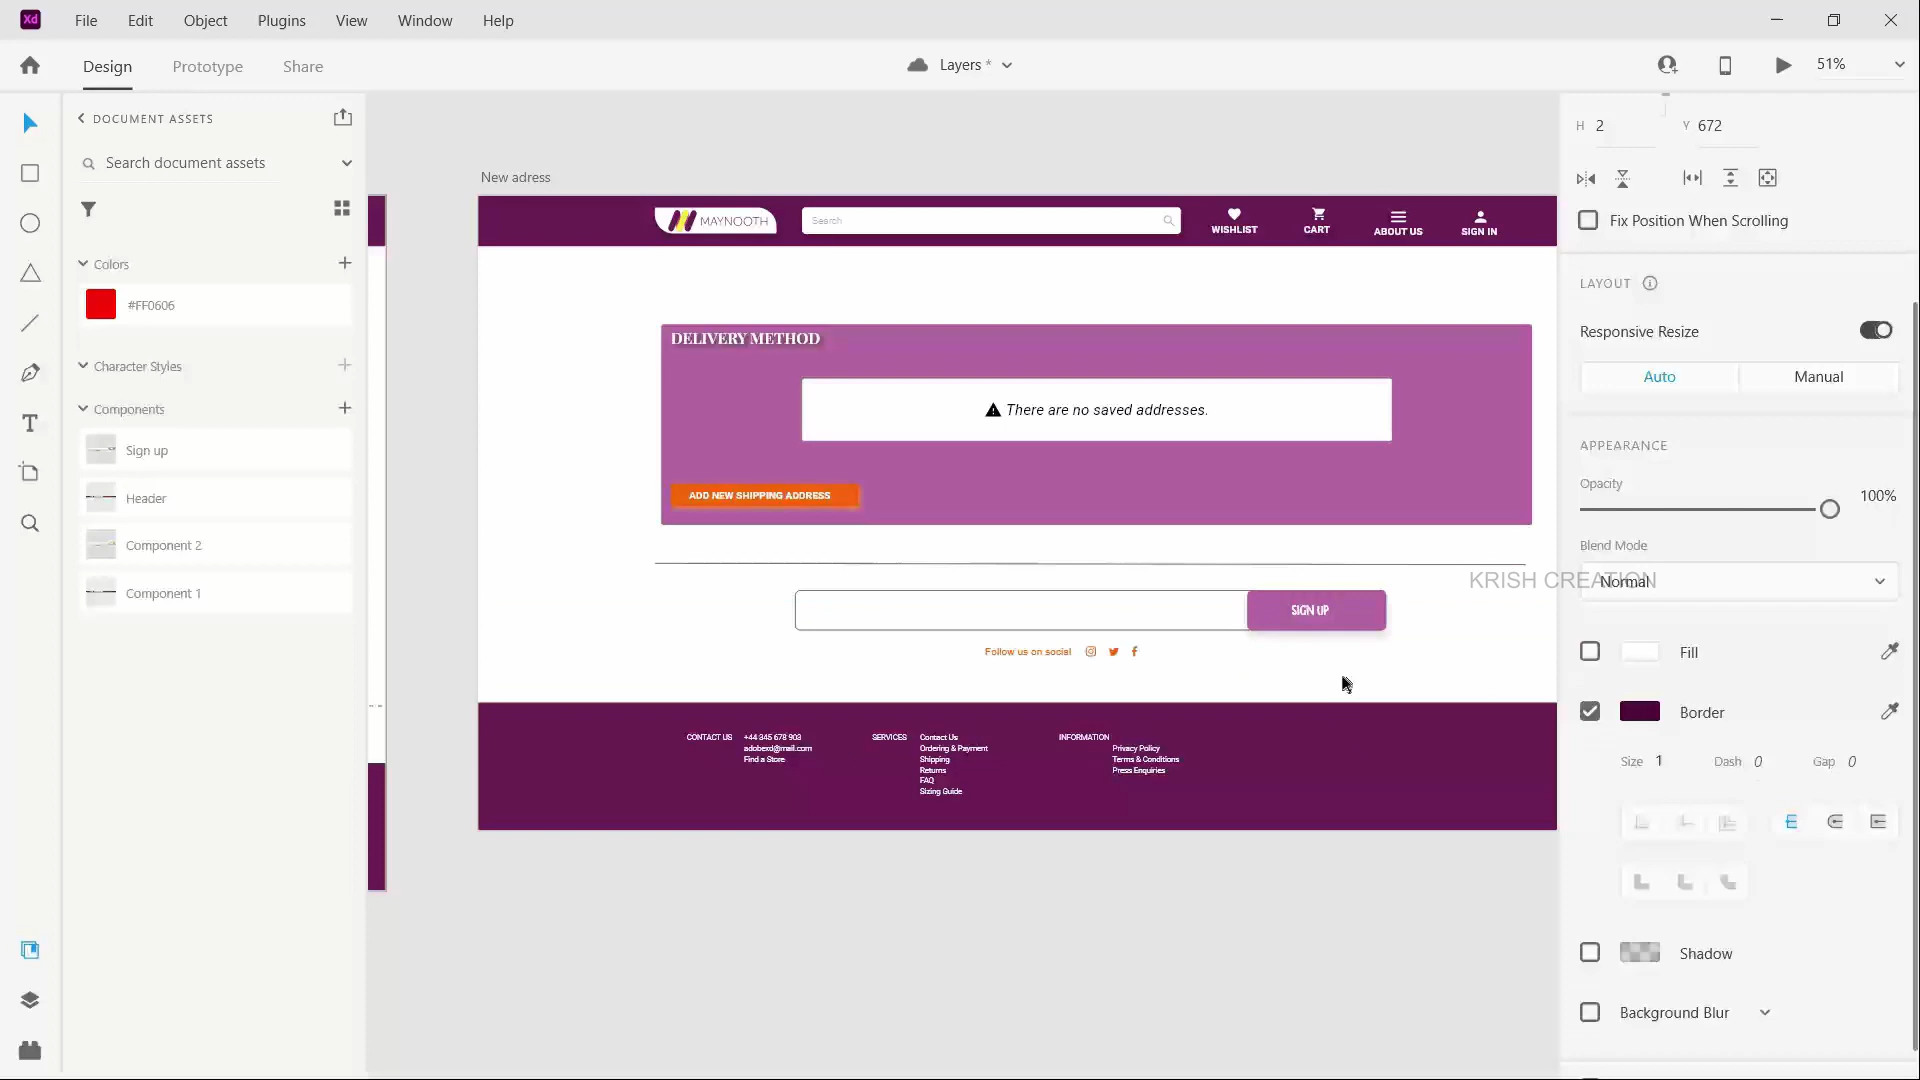 Xd File Edit Object Plugins View Window Help
Design Prototype Share
Layers *
51%
DOCUMENT ASSETS
Search document assets
Colors
#FF0606
Character Styles
Components
Sign up
Header
Component 2
Component 1
New adress
MAYNOOTH
Search
WISHLIST
CART
ABOUT US
SIGN IN
DELIVERY METHOD
There are no saved addresses.
ADD NEW SHIPPING ADDRESS
SIGN UP
Follow us on social
CONTACT US
+44 345 678 903
adobexd@mail.com
Find a Store
SERVICES
Contact Us
Ordering & Payment
Shipping
Returns
FAQ
Sizing Guide
INFORMATION
Privacy Policy
Terms & Conditions
Press Enquiries
H 2 Y 672
Fix Position When Scrolling
LAYOUT
Responsive Resize
Auto Manual
APPEARANCE
Opacity
100%
Blend Mode
Normal
KRISH CREATION
Fill
Border
Size 1 Dash 0 Gap 0
Shadow
Background Blur